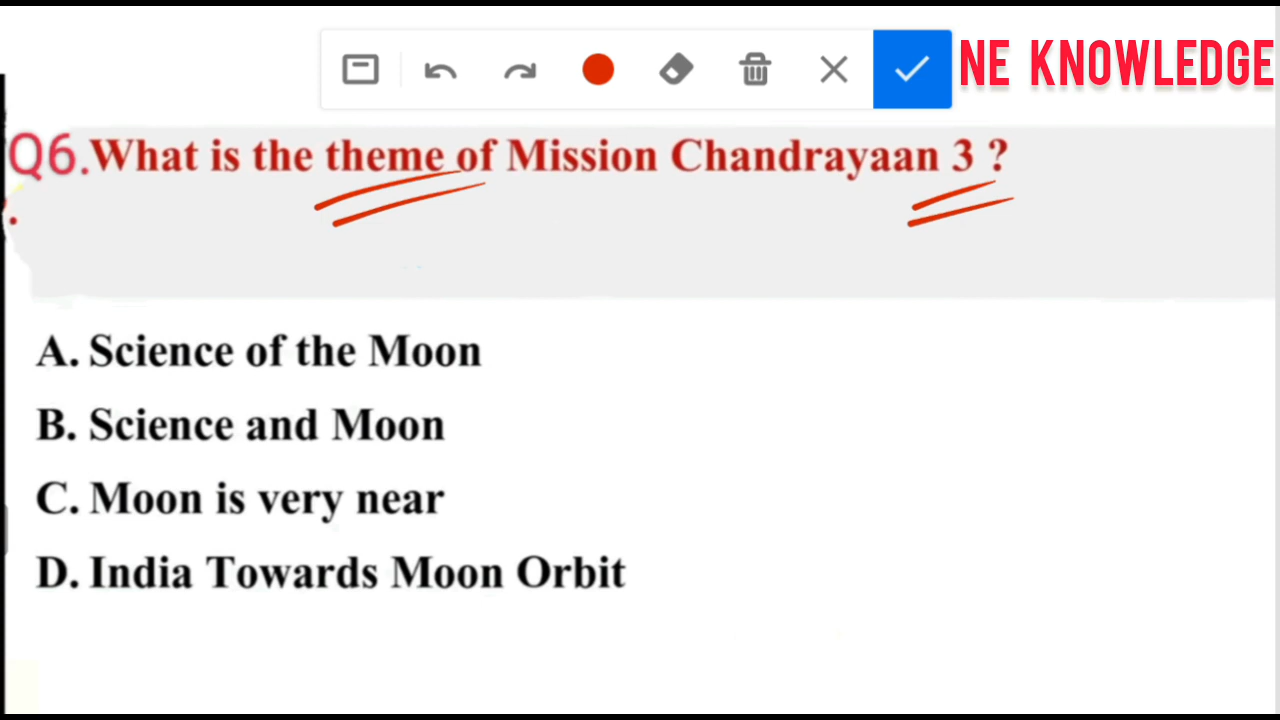 NE KNOWLEDGE
Q6.What is the theme of Mission Chandrayaan 3 ?
A. Science of the Moon
B. Science and Moon
C. Moon is very near
D. India Towards Moon Orbit